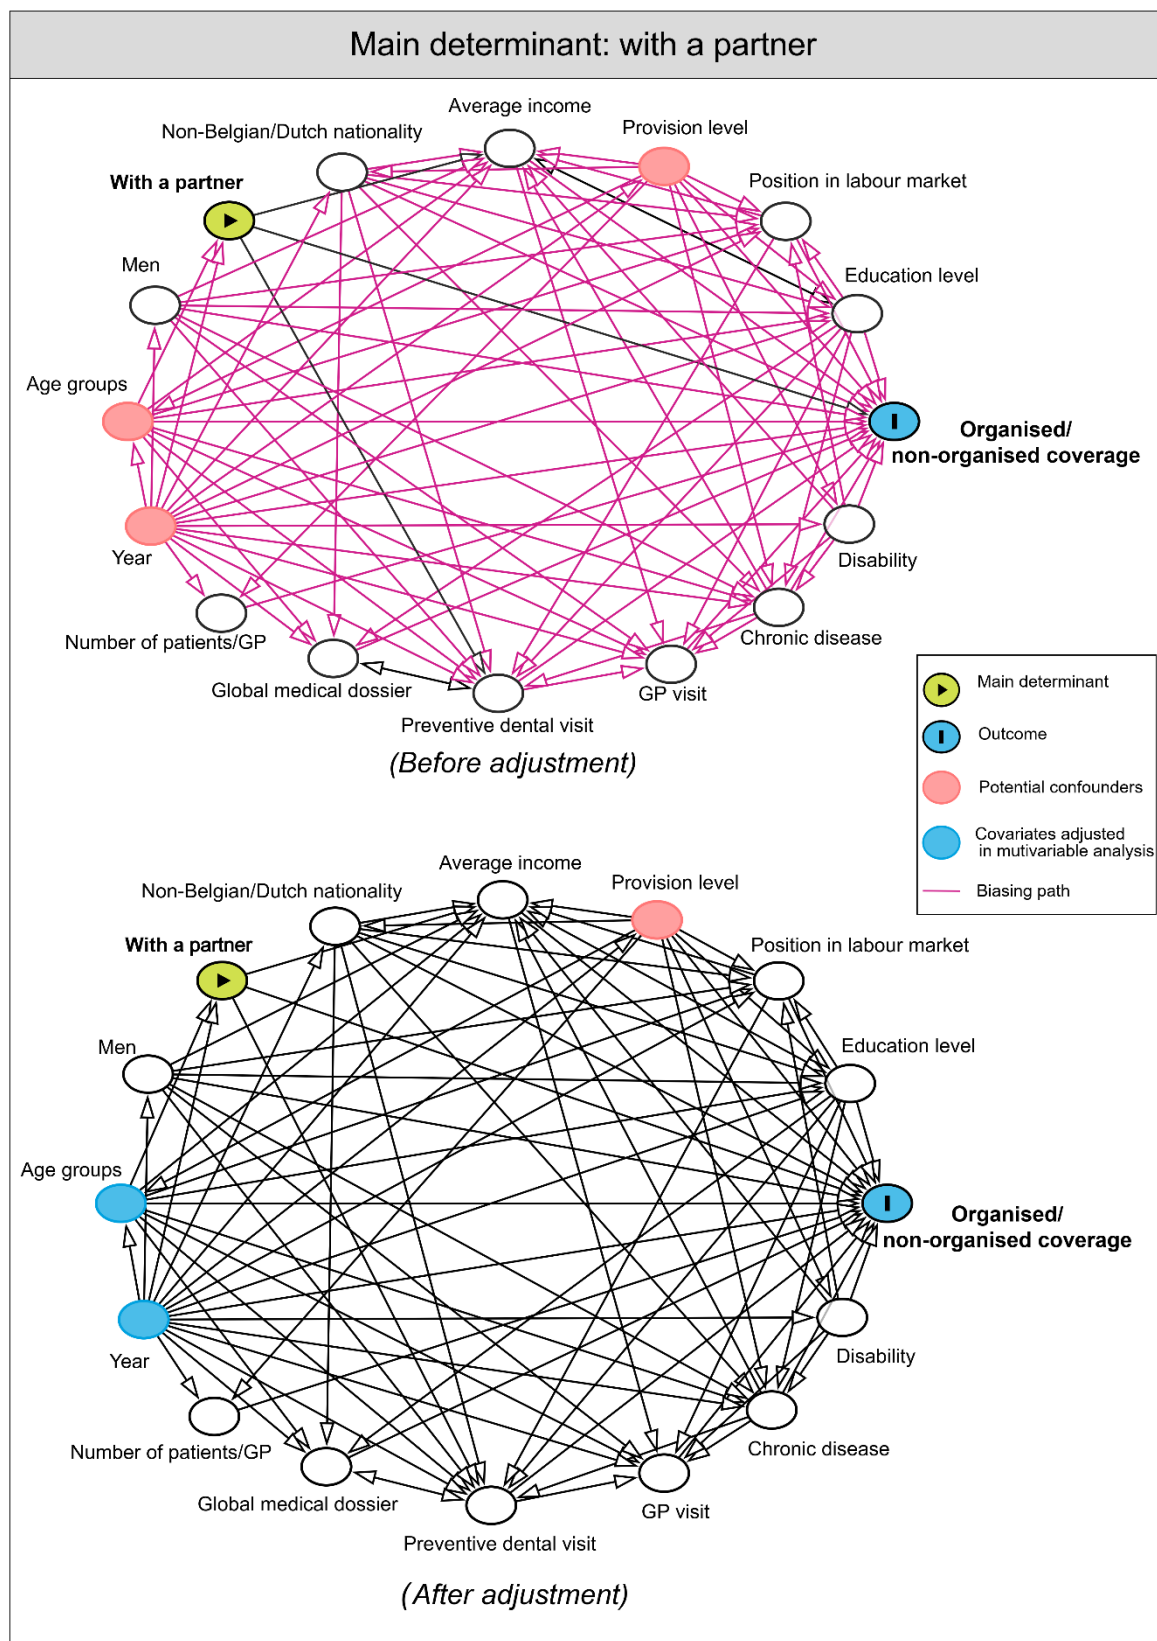 Main determinant: with a partner
Average income
Provision level
Non-Belgian/Dutch nationality
With a partner
Position in labour market
Men
Education level
Age groups
Organised/
non-organised coverage
Year
Disability
Number of patients/GP
Chronic disease
Global medical dossier
GP visit
Preventive dental visit
(Before adjustment)
Main determinant
Outcome
Potential confounders
Covariates adjusted
in mutivariable analysis
Biasing path
Average income
Provision level
Non-Belgian/Dutch nationality
With a partner
Position in labour market
Men
Education level
Age groups
Organised/
non-organised coverage
Year
Disability
Number of patients/GP
Chronic disease
Global medical dossier
GP visit
Preventive dental visit
(After adjustment)